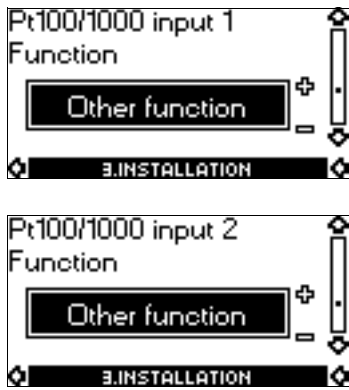 Pt100/1000 input 1
Function
Other function
3.INSTALLATION
Pt100/1000 input 2
Function
Other function
3.INSTALLATION